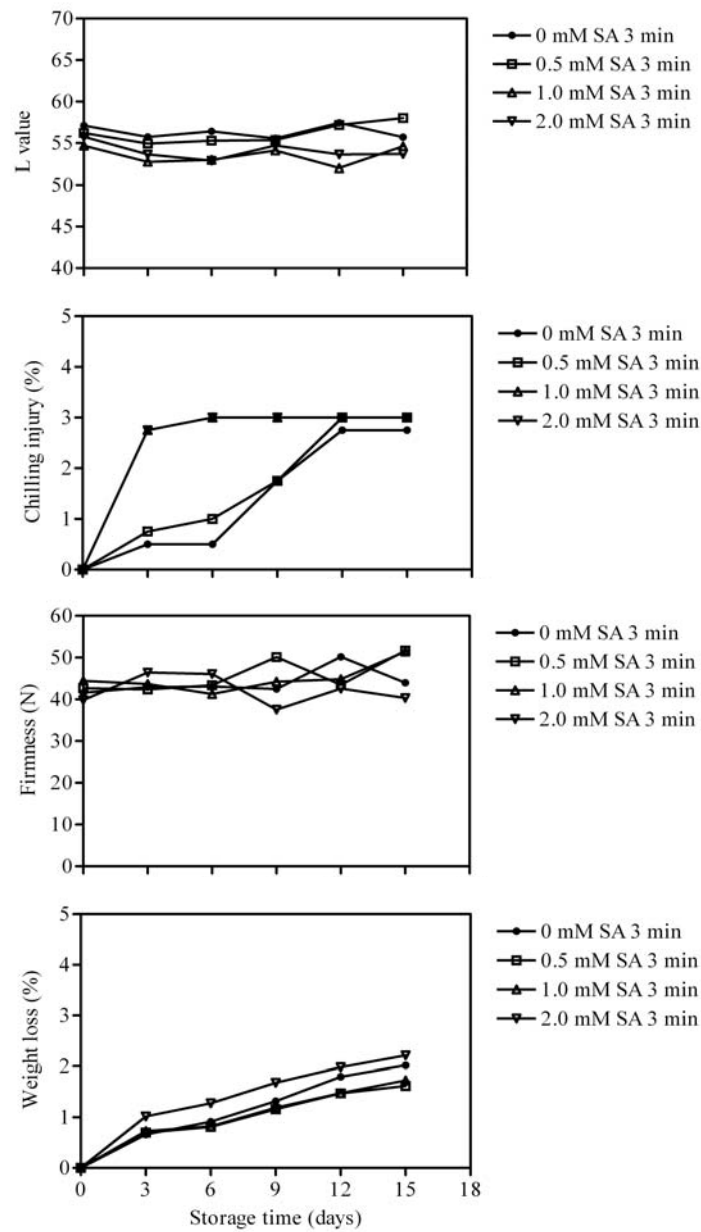 70
65
60
55
50
45
40
L value
0 mM SA 3 min
0.5 mM SA 3 min
1.0 mM SA 3 min
2.0 mM SA 3 min
5
4
3
2
1
0
Chilling injury (%)
0 mM SA 3 min
0.5 mM SA 3 min
1.0 mM SA 3 min
2.0 mM SA 3 min
60
50
40
30
20
10
0
Firmness (N)
0 mM SA 3 min
0.5 mM SA 3 min
1.0 mM SA 3 min
2.0 mM SA 3 min
5
4
3
2
1
0
Weight loss (%)
0 mM SA 3 min
0.5 mM SA 3 min
1.0 mM SA 3 min
2.0 mM SA 3 min
0 3 6 9 12 15 18
Storage time (days)